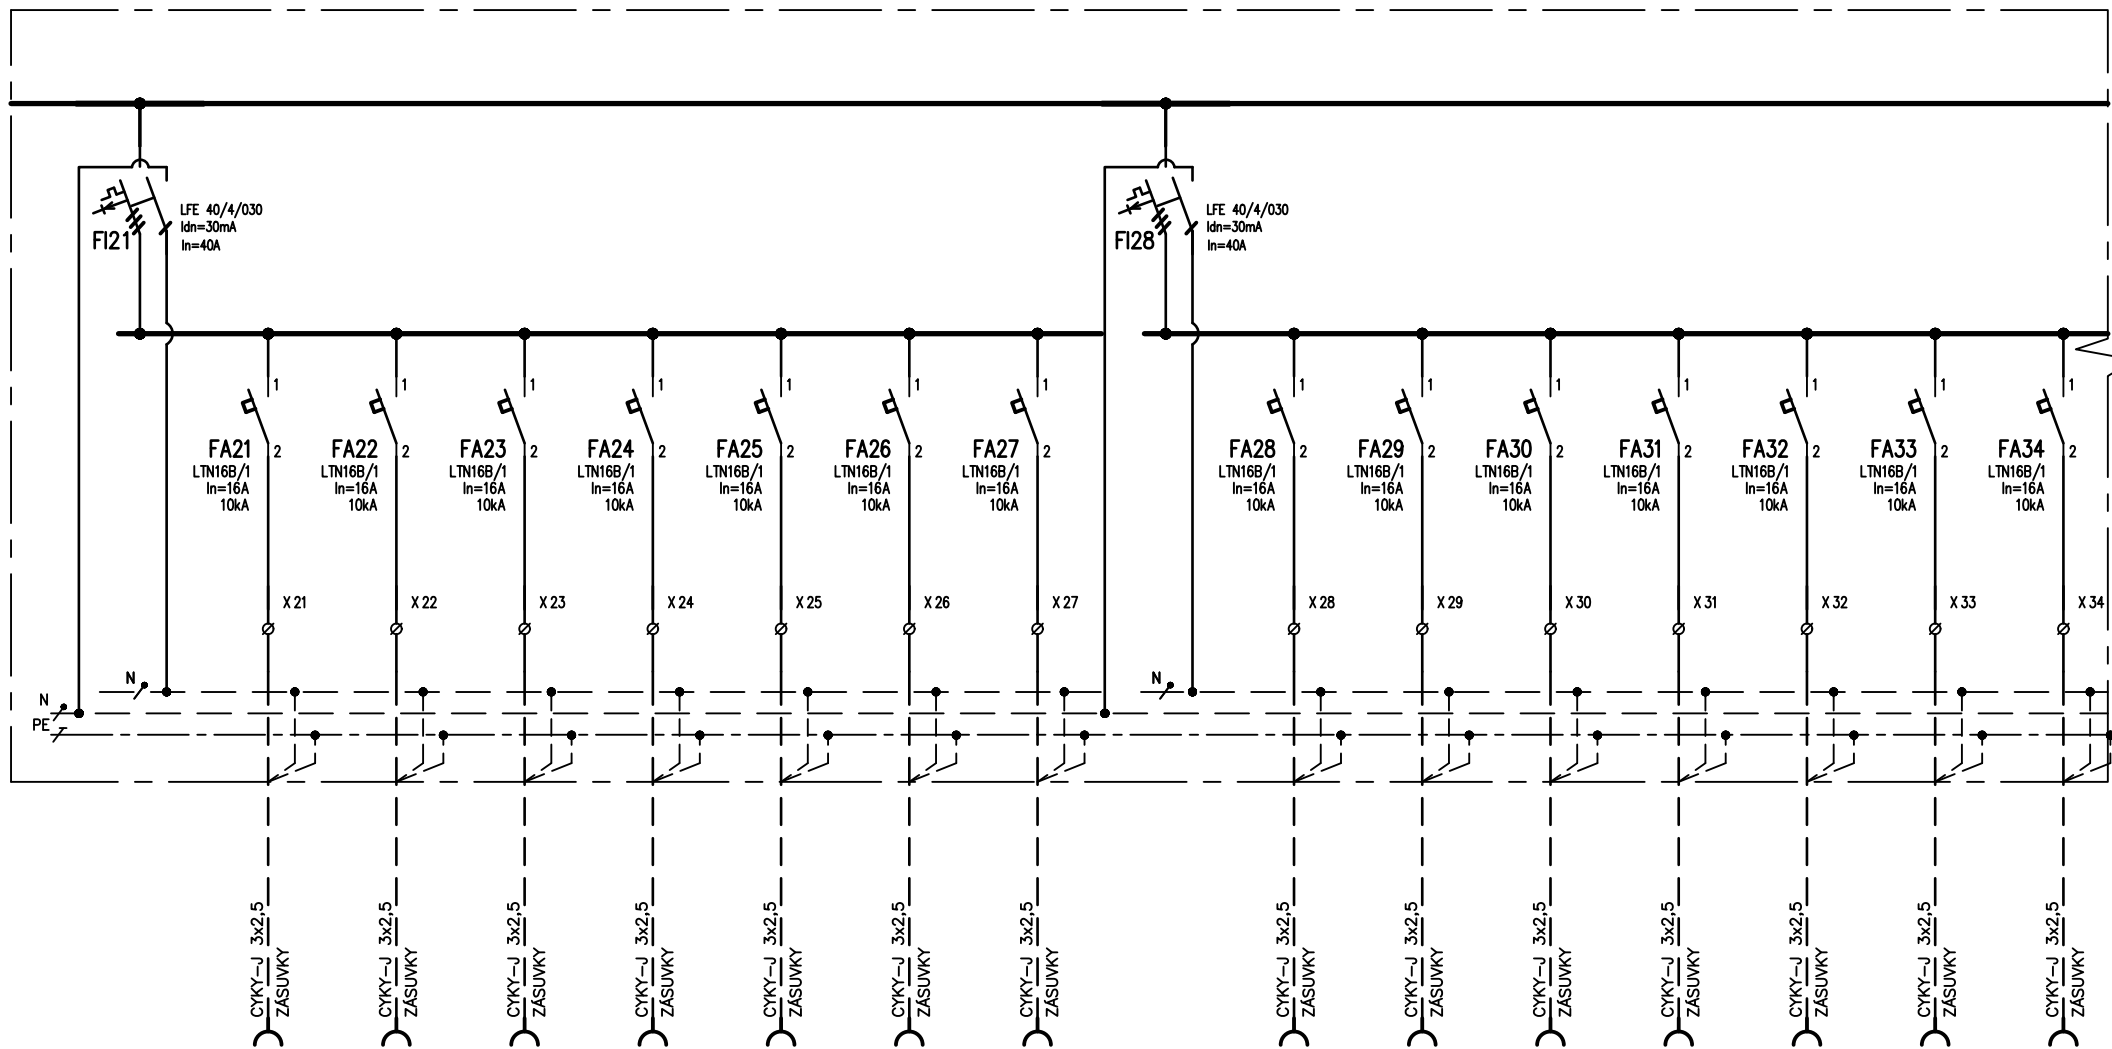 LFE 40/4/030
Idn=30mA
In=40A
FI21
LFE 40/4/030
Idn=30mA
In=40A
FI28
1
1
1
1
1
1
1
1
1
1
1
1
1
1
FA21 2
LTN16B/1
In=16A
10kA
FA22 2
LTN16B/1
In=16A
10kA
FA23 2
LTN16B/1
In=16A
10kA
FA24 2
LTN16B/1
In=16A
10kA
FA25 2
LTN16B/1
In=16A
10kA
FA26 2
LTN16B/1
In=16A
10kA
FA27 2
LTN16B/1
In=16A
10kA
FA28 2
LTN16B/1
In=16A
10kA
FA29 2
LTN16B/1
In=16A
10kA
FA30 2
LTN16B/1
In=16A
10kA
FA31 2
LTN16B/1
In=16A
10kA
FA32 2
LTN16B/1
In=16A
10kA
FA33 2
LTN16B/1
In=16A
10kA
FA34 2
LTN16B/1
In=16A
10kA
X 21
X 22
X 23
X 24
X 25
X 26
X 27
X 28
X 29
X 30
X 31
X 32
X 33
X 34
N
N
N
PE
CYKY-J 3x2,5
ZÁSUVKY
CYKY-J 3x2,5
ZÁSUVKY
CYKY-J 3x2,5
ZÁSUVKY
CYKY-J 3x2,5
ZÁSUVKY
CYKY-J 3x2,5
ZÁSUVKY
CYKY-J 3x2,5
ZÁSUVKY
CYKY-J 3x2,5
ZÁSUVKY
CYKY-J 3x2,5
ZÁSUVKY
CYKY-J 3x2,5
ZÁSUVKY
CYKY-J 3x2,5
ZÁSUVKY
CYKY-J 3x2,5
ZÁSUVKY
CYKY-J 3x2,5
ZÁSUVKY
CYKY-J 3x2,5
ZÁSUVKY
CYKY-J 3x2,5
ZÁSUVKY